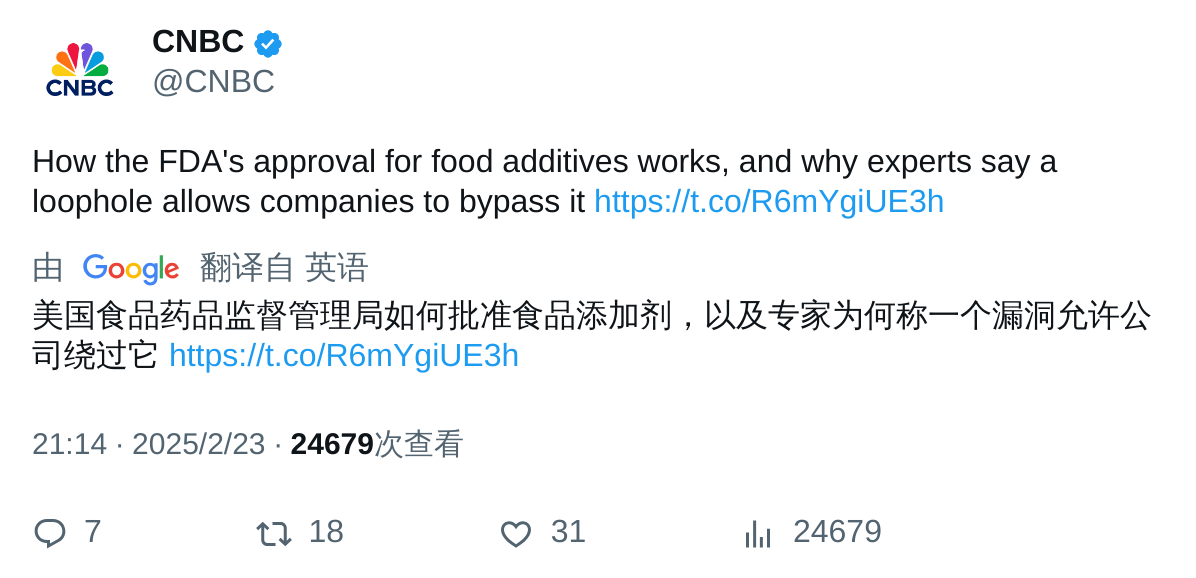 CNBC
CNBC
@CNBC
How the FDA's approval for food additives works, and why experts say a
loophole allows companies to bypass it https://t.co/R6mYgiUE3h
由 Google 翻译自 英语
美国食品药品监督管理局如何批准食品添加剂，以及专家为何称一个漏洞允许公
司绕过它 https://t.co/R6mYgiUE3h
21:14 · 2025/2/23 · 24679次查看
7 18 31 24679